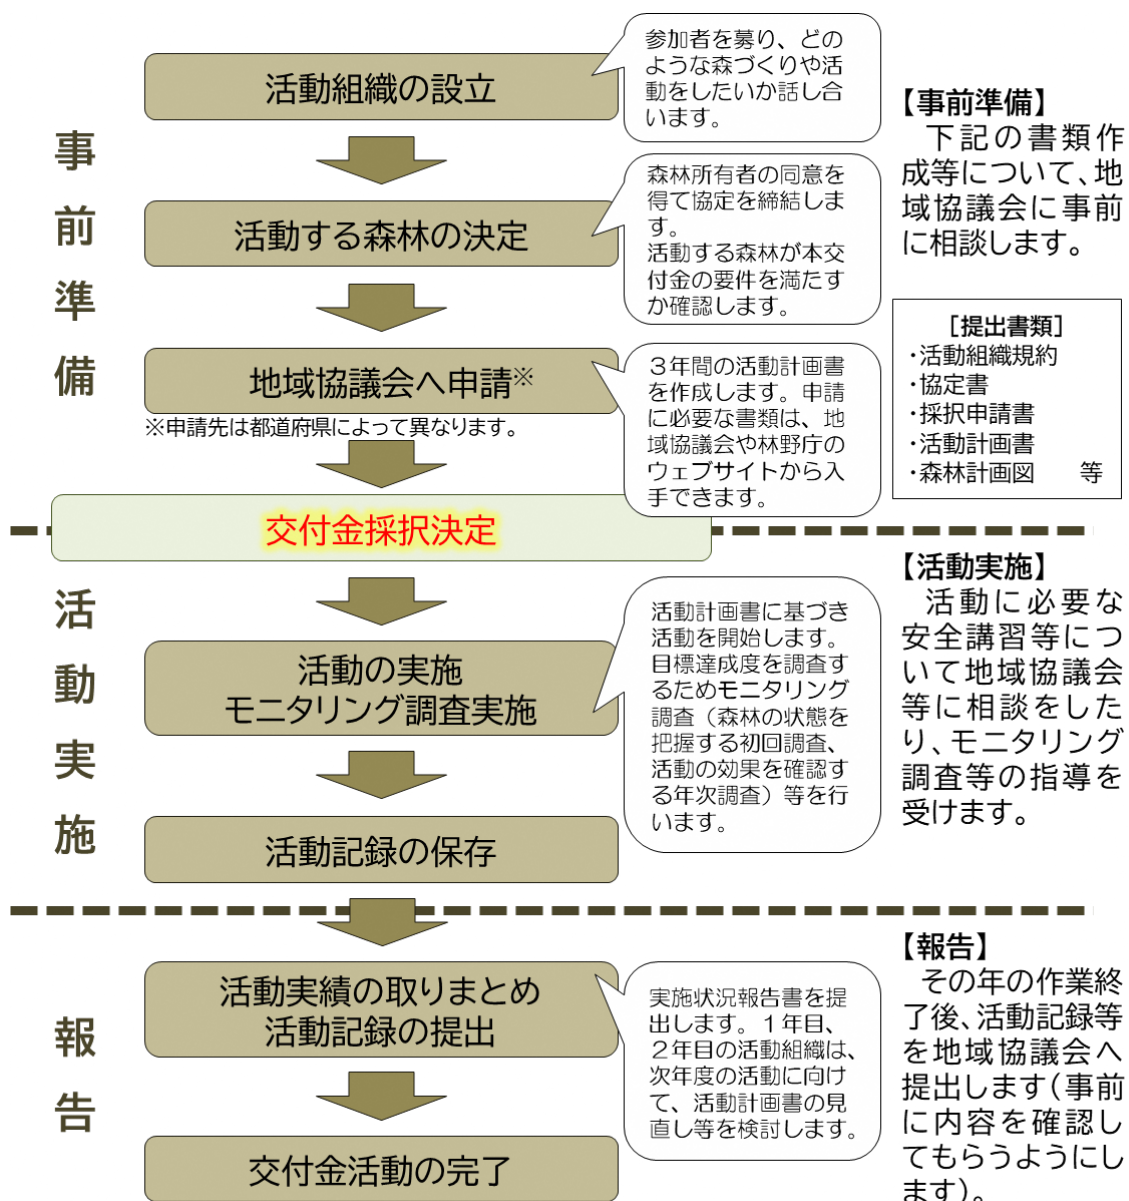 事前準備
活動組織の設立
参加者を募り、どの
ような森づくりや活
動をしたいか話し合
います。
活動する森林の決定
森林所有者の同意を
得て協定を締結しま
す。
活動する森林が本交
付金の要件を満たす
か確認します。
地域協議会へ申請※
※申請先は都道府県によって異なります。
３年間の活動計画書
を作成します。申請
に必要な書類は、地
域協議会や林野庁の
ウェブサイトから入
手できます。
【事前準備】
下記の書類作
成等について、地
域協議会に事前
に相談します。
［提出書類］
・活動組織規約
・協定書
・採択申請書
・活動計画書
・森林計画図　等
交付金採択決定
活動実施
活動の実施
モニタリング調査実施
活動計画書に基づき
活動を開始します。
目標達成度を調査す
るためモニタリング
調査（森林の状態を
把握する初回調査、
活動の効果を確認す
る年次調査）等を行
います。
活動記録の保存
【活動実施】
活動に必要な
安全講習等につ
いて地域協議会
等に相談をした
り、モニタリング
調査等の指導を
受けます。
報告
活動実績の取りまとめ
活動記録の提出
実施状況報告書を提
出します。１年目、
２年目の活動組織は、
次年度の活動に向け
て、活動計画書の見
直し等を検討します。
交付金活動の完了
【報告】
その年の作業終
了後、活動記録等
を地域協議会へ
提出します（事前
に内容を確認し
てもらうようにし
ます）。